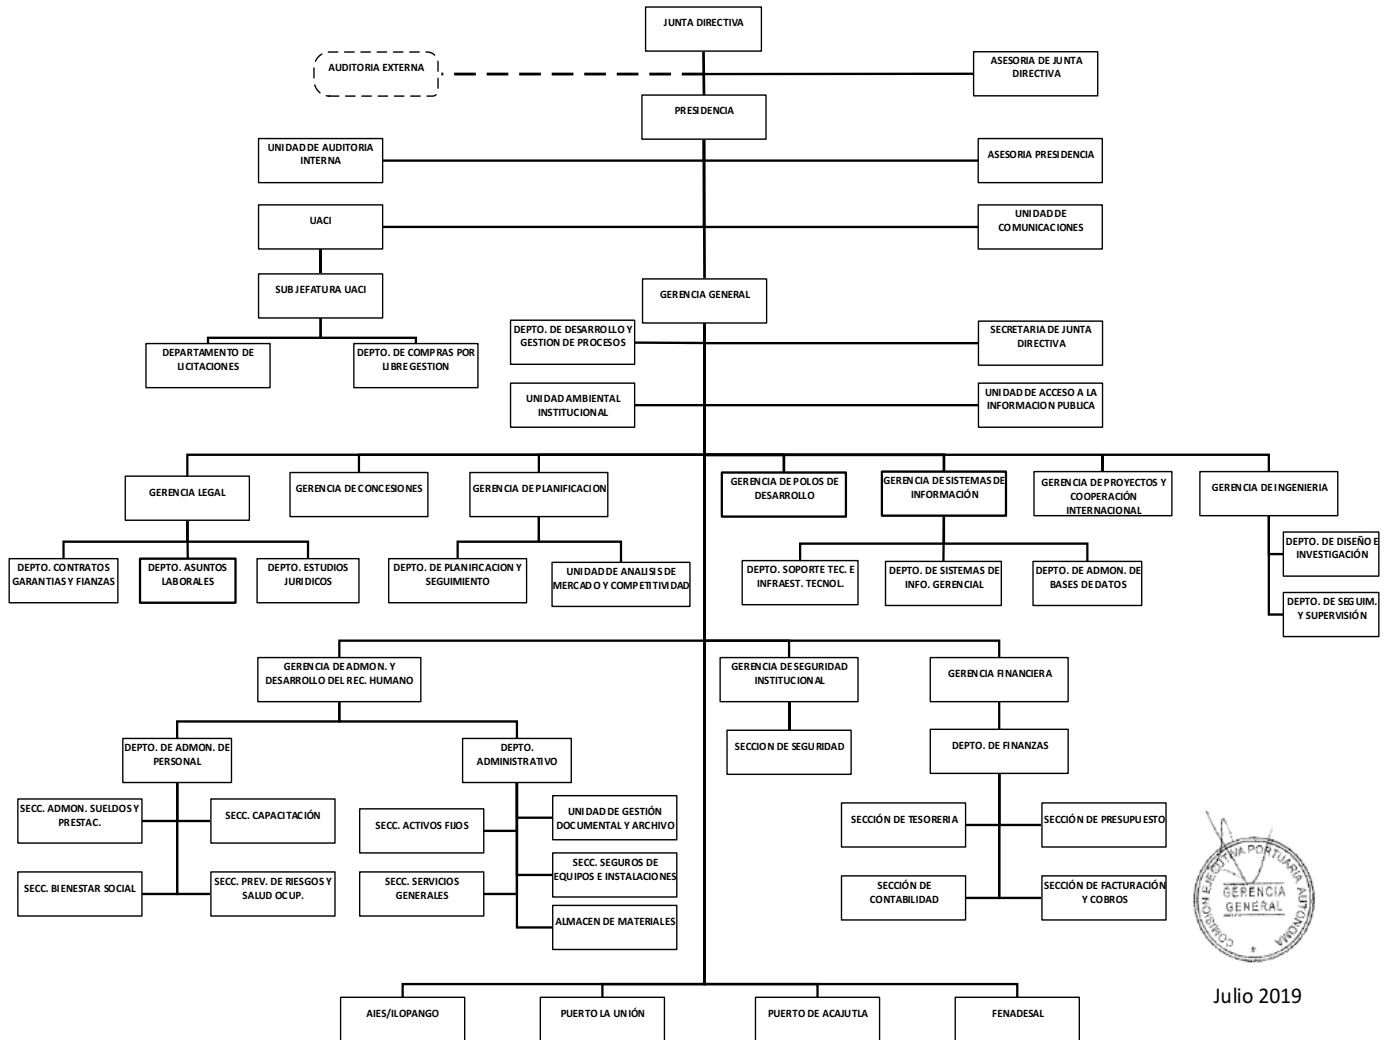 JUNTA DIRECTIVA
AUDITORIA EXTERNA
ASESORIA DE JUNTA
DIRECTIVA
PRESIDENCIA
UNIDAD DE AUDITORIA
INTERNA
ASESORIA PRESIDENCIA
UACI
UNIDAD DE
COMUNICACIONES
SUB JEFATURA UACI
GERENCIA GENERAL
DEPTO. DE DESARROLLO Y
GESTION DE PROCESOS
SECRETARIA DE JUNTA
DIRECTIVA
DEPARTAMENTO DE
LICITACIONES
DEPTO. DE COMPRAS POR
LIBRE GESTION
UNIDAD AMBIENTAL
INSTITUCIONAL
UNIDAD DE ACCESO A LA
INFORMACION PUBLICA
GERENCIA LEGAL
GERENCIA DE CONCESIONES
GERENCIA DE PLANIFICACION
GERENCIA DE POLOS DE
DESARROLLO
GERENCIA DE SISTEMAS DE
INFORMACIÓN
GERENCIA DE PROYECTOS Y
COOPERACIÓN
INTERNACIONAL
GERENCIA DE INGENIERIA
DEPTO. CONTRATOS
GARANTIAS Y FIANZAS
DEPTO. ASUNTOS
LABORALES
DEPTO. ESTUDIOS
JURIDICOS
DEPTO. DE PLANIFICACION Y
SEGUIMIENTO
UNIDAD DE ANALISIS DE
MERCADO Y COMPETITIVIDAD
DEPTO. SOPORTE TEC. E
INFRAEST. TECNOL.
DEPTO. DE SISTEMAS DE
INFO. GERENCIAL
DEPTO. DE ADMON. DE
BASES DE DATOS
DEPTO. DE DISEÑO E
INVESTIGACIÓN
DEPTO. DE SEGUIM.
Y SUPERVISIÓN
GERENCIA DE ADMON. Y
DESARROLLO DEL REC. HUMANO
GERENCIA DE SEGURIDAD
INSTITUCIONAL
GERENCIA FINANCIERA
DEPTO. DE ADMON. DE
PERSONAL
DEPTO.
ADMINISTRATIVO
SECCION DE SEGURIDAD
DEPTO. DE FINANZAS
SECC. ADMON. SUELDOS Y
PRESTAC.
SECC. CAPACITACIÓN
SECC. ACTIVOS FIJOS
UNIDAD DE GESTIÓN
DOCUMENTAL Y ARCHIVO
SECCIÓN DE TESORERIA
SECCIÓN DE PRESUPUESTO
SECC. BIENESTAR SOCIAL
SECC. PREV. DE RIESGOS Y
SALUD OCUP.
SECC. SERVICIOS
GENERALES
SECC. SEGUROS DE
EQUIPOS E INSTALACIONES
ALMACEN DE MATERIALES
SECCIÓN DE
CONTABILIDAD
SECCIÓN DE FACTURACIÓN
Y COBROS
COMISION EJECUTIVA PORTUARIA AUTONOMA
GERENCIA
GENERAL
Julio 2019
AIES/ILOPANGO
PUERTO LA UNIÓN
PUERTO DE ACAJUTLA
FENADESAL